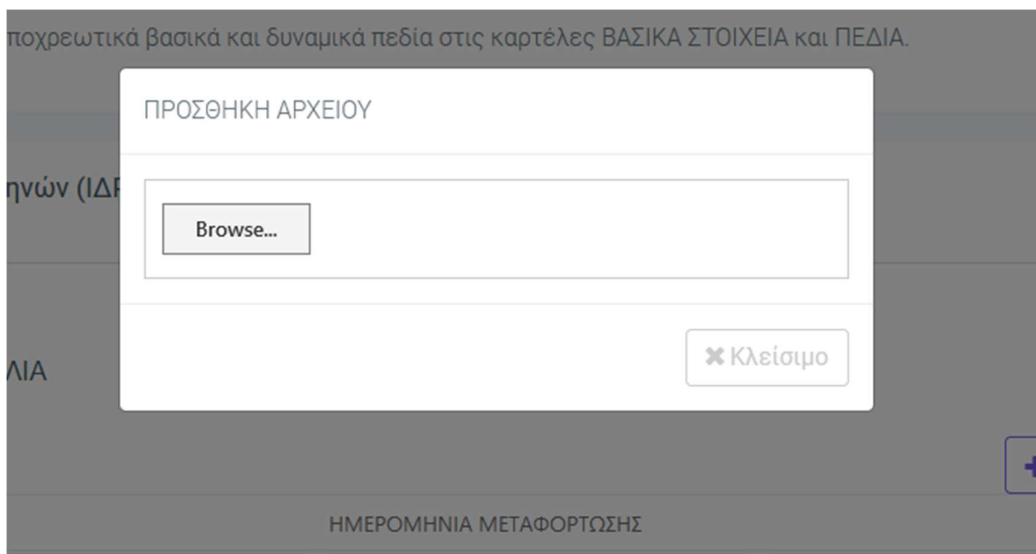 ποχρεωτικά βασικά και δυναμικά πεδία στις καρτέλες ΒΑΣΙΚΑ ΣΤΟΙΧΕΙΑ και ΠΕΔΙΑ.
ΠΡΟΣΘΗΚΗ ΑΡΧΕΙΟΥ
ηνών (ΙΔΡ
Browse...
✖ Κλείσιμο
ΛΙΑ
ΗΜΕΡΟΜΗΝΙΑ ΜΕΤΑΦΟΡΤΩΣΗΣ